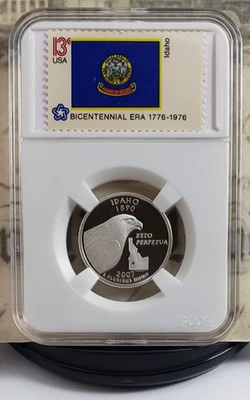 13¢
USA
Idaho
BICENTENNIAL ERA 1776-1976
IDAHO
1890
ESTO
PERPETUA
2007
E PLURIBUS UNUM